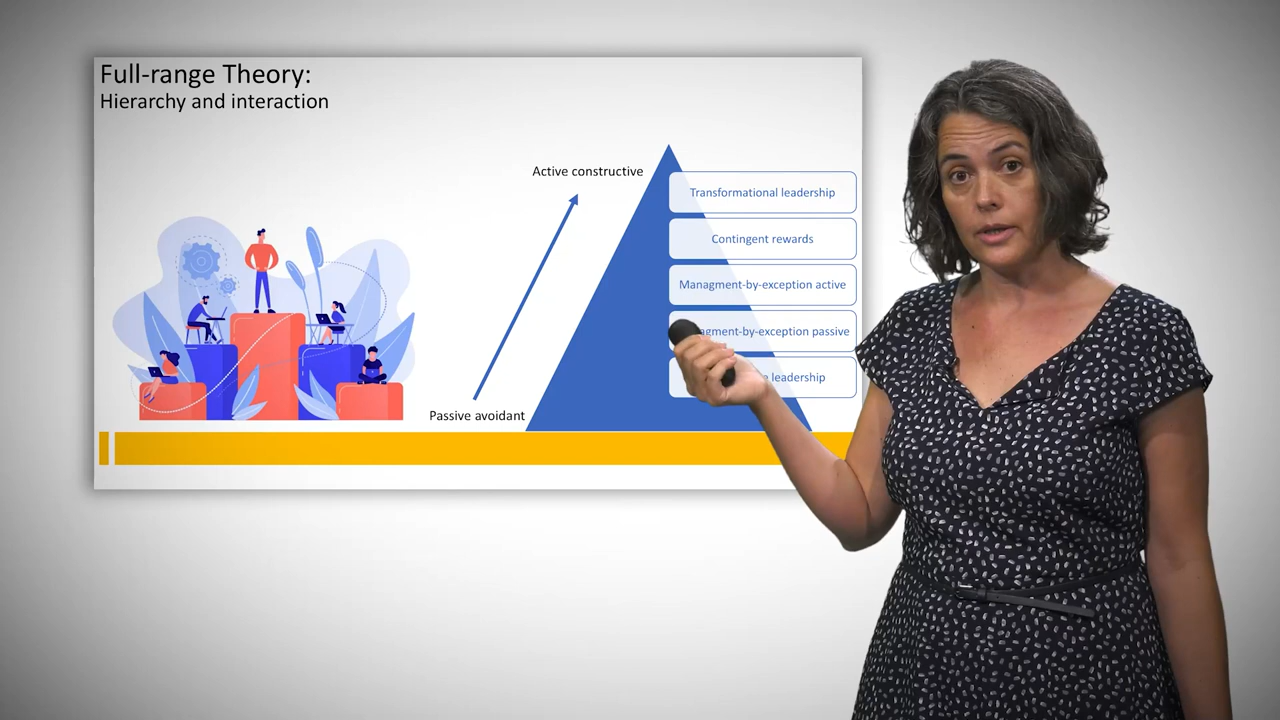 Full-range Theory:
Hierarchy and interaction
Active constructive
Transformational leadership
Contingent rewards
Managment-by-exception active
by-exception passive
leadership
Passive avoidant